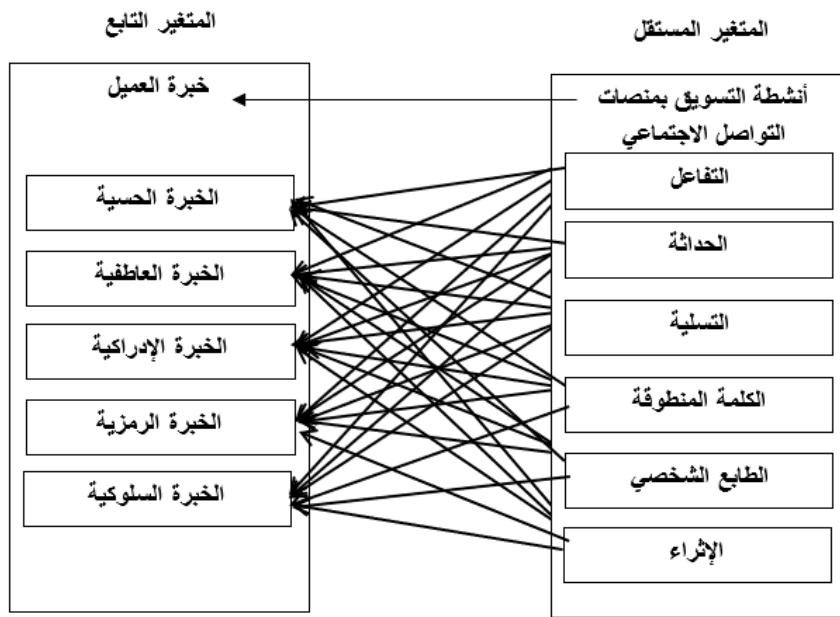 المتغير المستقل
أنشطة التسويق بمنصات
التواصل الاجتماعي
التفاعل
الحداثة
التسلية
الكلمة المنطوقة
الطابع الشخصي
الإثراء
المتغير التابع
خبرة العميل
الخبرة الحسية
الخبرة العاطفية
الخبرة الإدراكية
الخبرة الرمزية
الخبرة السلوكية